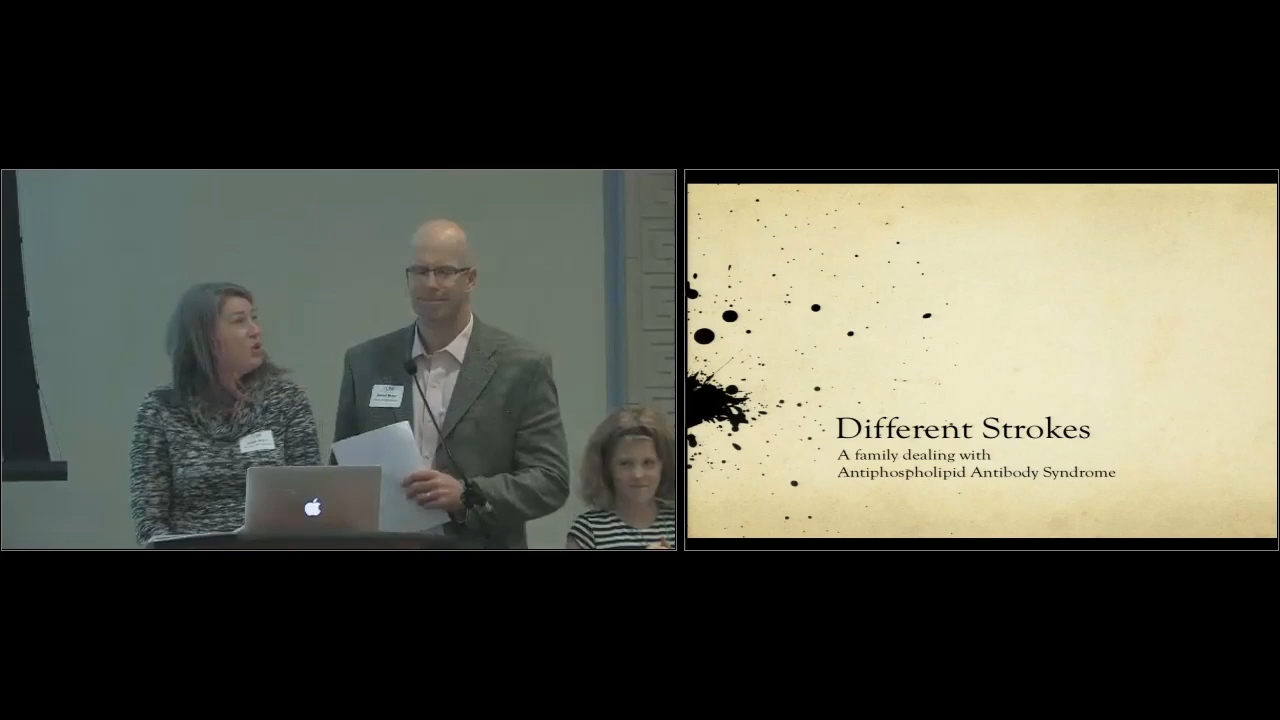 Different Strokes
A family dealing with
Antiphospholipid Antibody Syndrome